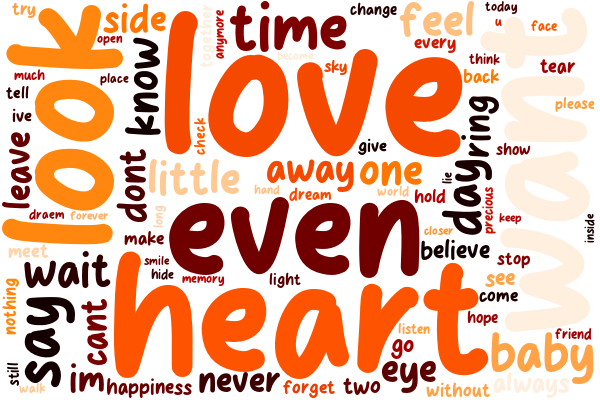 try
side
together
anymore
time
change
feel
today
u
face
look
open
love
every
want
much
place
sky
think
tear
tell
know
back
ive
check
please
leave
dont
give
day
ring
show
little
away
one
lie
draem
forever
long
hand
dream
world
hold
precious
keep
even
closer
inside
make
meet
smile
hide
memory
light
believe
stop
wait
heart
see
come
nothing
say
cant
hope
listen
friend
go
baby
still
walk
im
happiness
never
forget
two
eye
without
always